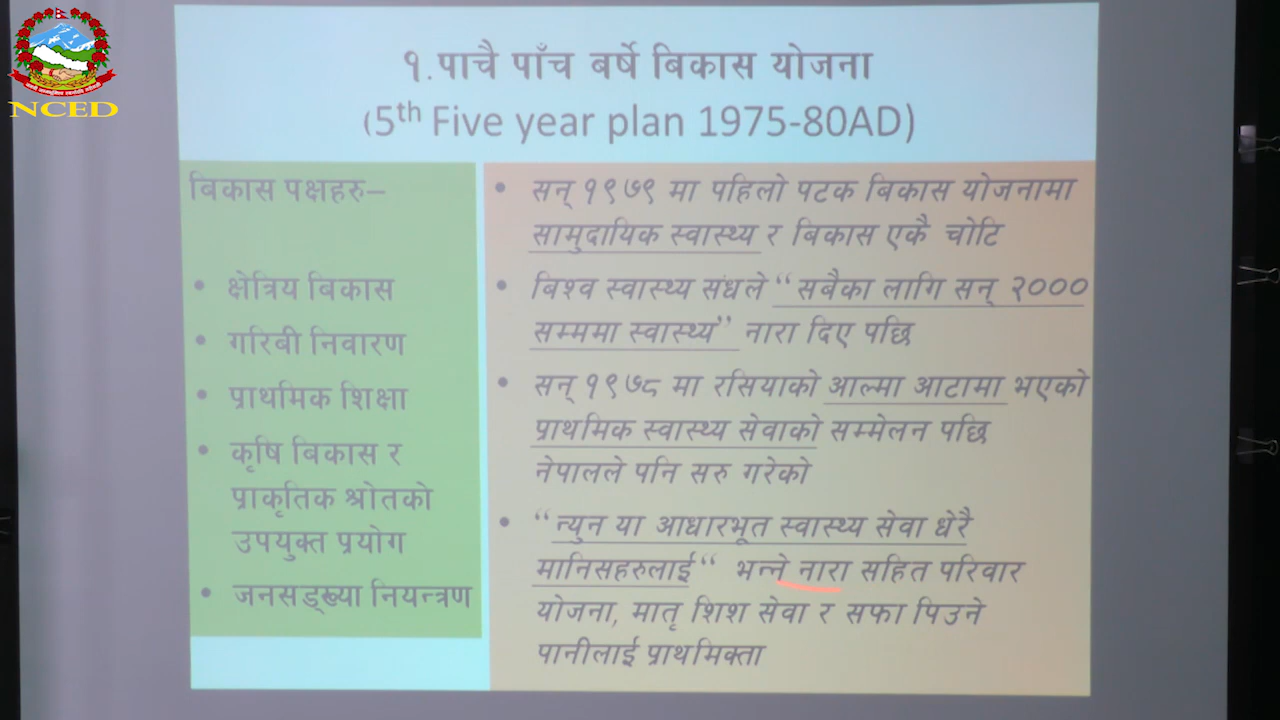 NCED
१.पाचै पाँच बर्षे बिकास योजना
(5th Five year plan 1975-80AD)
बिकास पक्षहरु–
• क्षेत्रिय बिकास
• गरिबी निवारण
• प्राथमिक शिक्षा
• कृषि बिकास र
प्राकृतिक श्रोतको
उपयुक्त प्रयोग
• जनसङ्ख्या नियन्त्रण
• सन् १९७९ मा पहिलो पटक बिकास योजनामा
सामुदायिक स्वास्थ्य र बिकास एकै चोटि
• बिश्व स्वास्थ्य संघले “सबैका लागि सन् २०००
सम्ममा स्वास्थ्य” नारा दिए पछि
• सन् १९७८ मा रसियाको आल्मा आटामा भएको
प्राथमिक स्वास्थ्य सेवाको सम्मेलन पछि
नेपालले पनि सरु गरेको
• “न्युन या आधारभूत स्वास्थ्य सेवा धेरै
मानिसहरुलाई“ भन्ने नारा सहित परिवार
योजना, मातृ शिश सेवा र सफा पिउने
पानीलाई प्राथमिक्ता